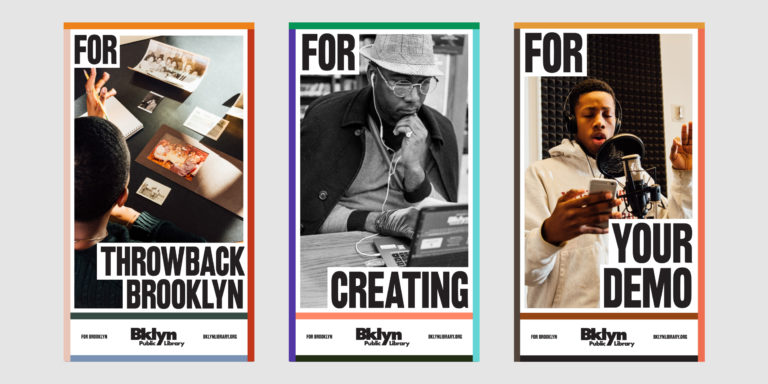 FOR
THROWBACK
BROOKLYN
FOR BROOKLYN
Bklyn
Public Library
BKLYNLIBRARY.ORG
FOR
CREATING
FOR BROOKLYN
Bklyn
Public Library
BKLYNLIBRARY.ORG
FOR
YOUR
DEMO
FOR BROOKLYN
Bklyn
Public Library
BKLYNLIBRARY.ORG